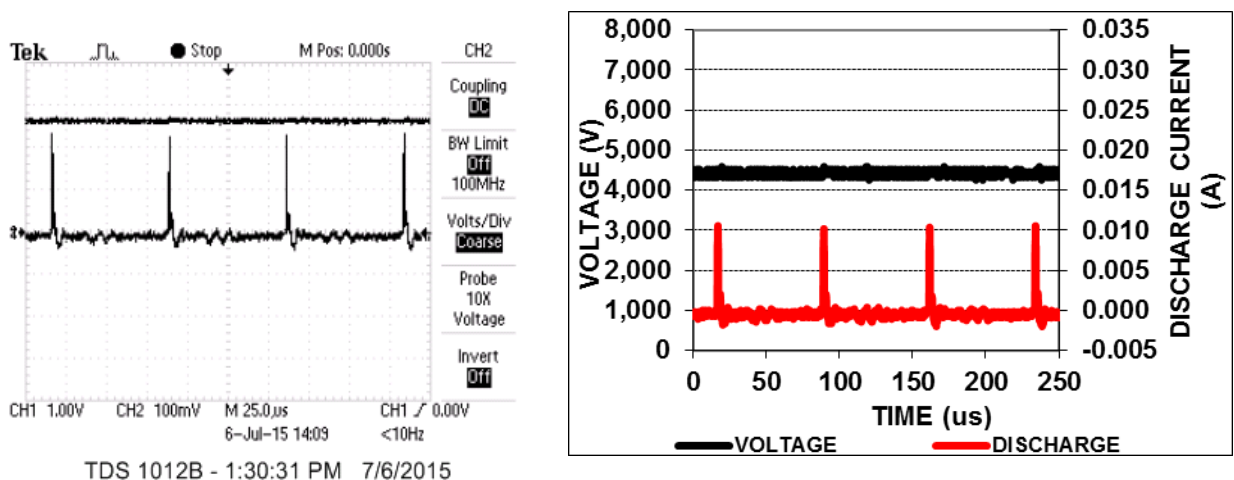 Tek Stop M Pos: 0.000s CH2
Coupling
DC
BW Limit
Off
100MHz
Volts/Div
Coarse
Probe
10X
Voltage
Invert
Off
CH1 1.00V CH2 100mV M 25.0µs CH1 0.00V
6-Jul-15 14:09 <10Hz
TDS 1012B - 1:30:31 PM 7/6/2015
8,000
7,000
6,000
5,000
4,000
3,000
2,000
1,000
0
VOLTAGE (V)
0.035
0.030
0.025
0.020
0.015
0.010
0.005
0.000
-0.005
DISCHARGE CURRENT
(A)
0 50 100 150 200 250
TIME (us)
VOLTAGE DISCHARGE